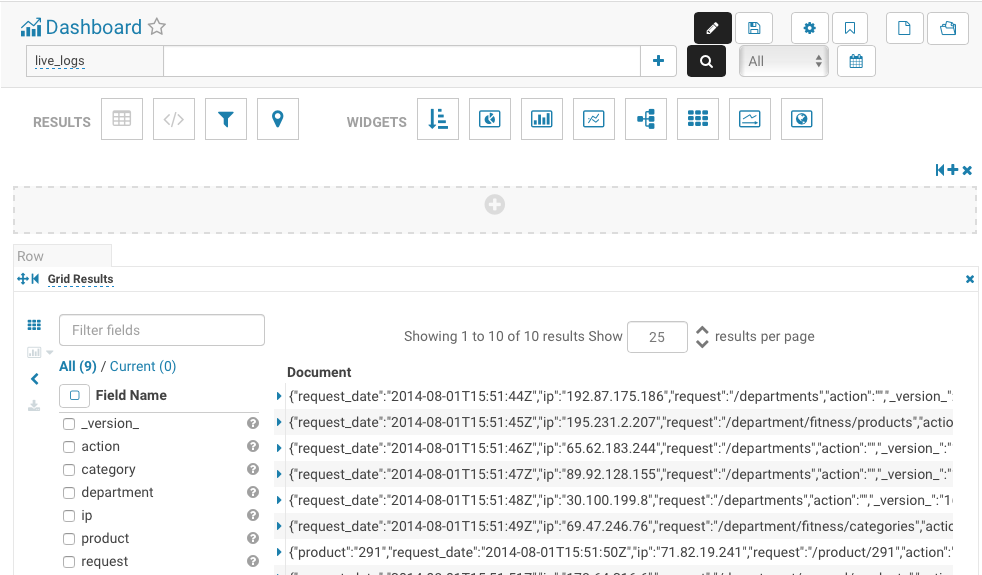 Dashboard
live_logs
All
RESULTS </> WIDGETS
Row
Grid Results
Filter fields
Showing 1 to 10 of 10 results Show 25 results per page
All (9) / Current (0)
Document
Field Name
{"request_date":"2014-08-01T15:51:44Z","ip":"192.87.175.186","request":"/departments","action":"","_version_":
_version_
{"request_date":"2014-08-01T15:51:45Z","ip":"195.231.2.207","request":"/department/fitness/products","actio
action
{"request_date":"2014-08-01T15:51:46Z","ip":"65.62.183.244","request":"/departments","action":"","_version_":"
category
{"request_date":"2014-08-01T15:51:47Z","ip":"89.92.128.155","request":"/departments","action":"","_version_":"
department
{"request_date":"2014-08-01T15:51:48Z","ip":"30.100.199.8","request":"/departments","action":"","_version_":"1
ip
{"request_date":"2014-08-01T15:51:49Z","ip":"69.47.246.76","request":"/department/fitness/categories","actio
product
{"product":"291","request_date":"2014-08-01T15:51:50Z","ip":"71.82.19.241","request":"/product/291","action":"
request